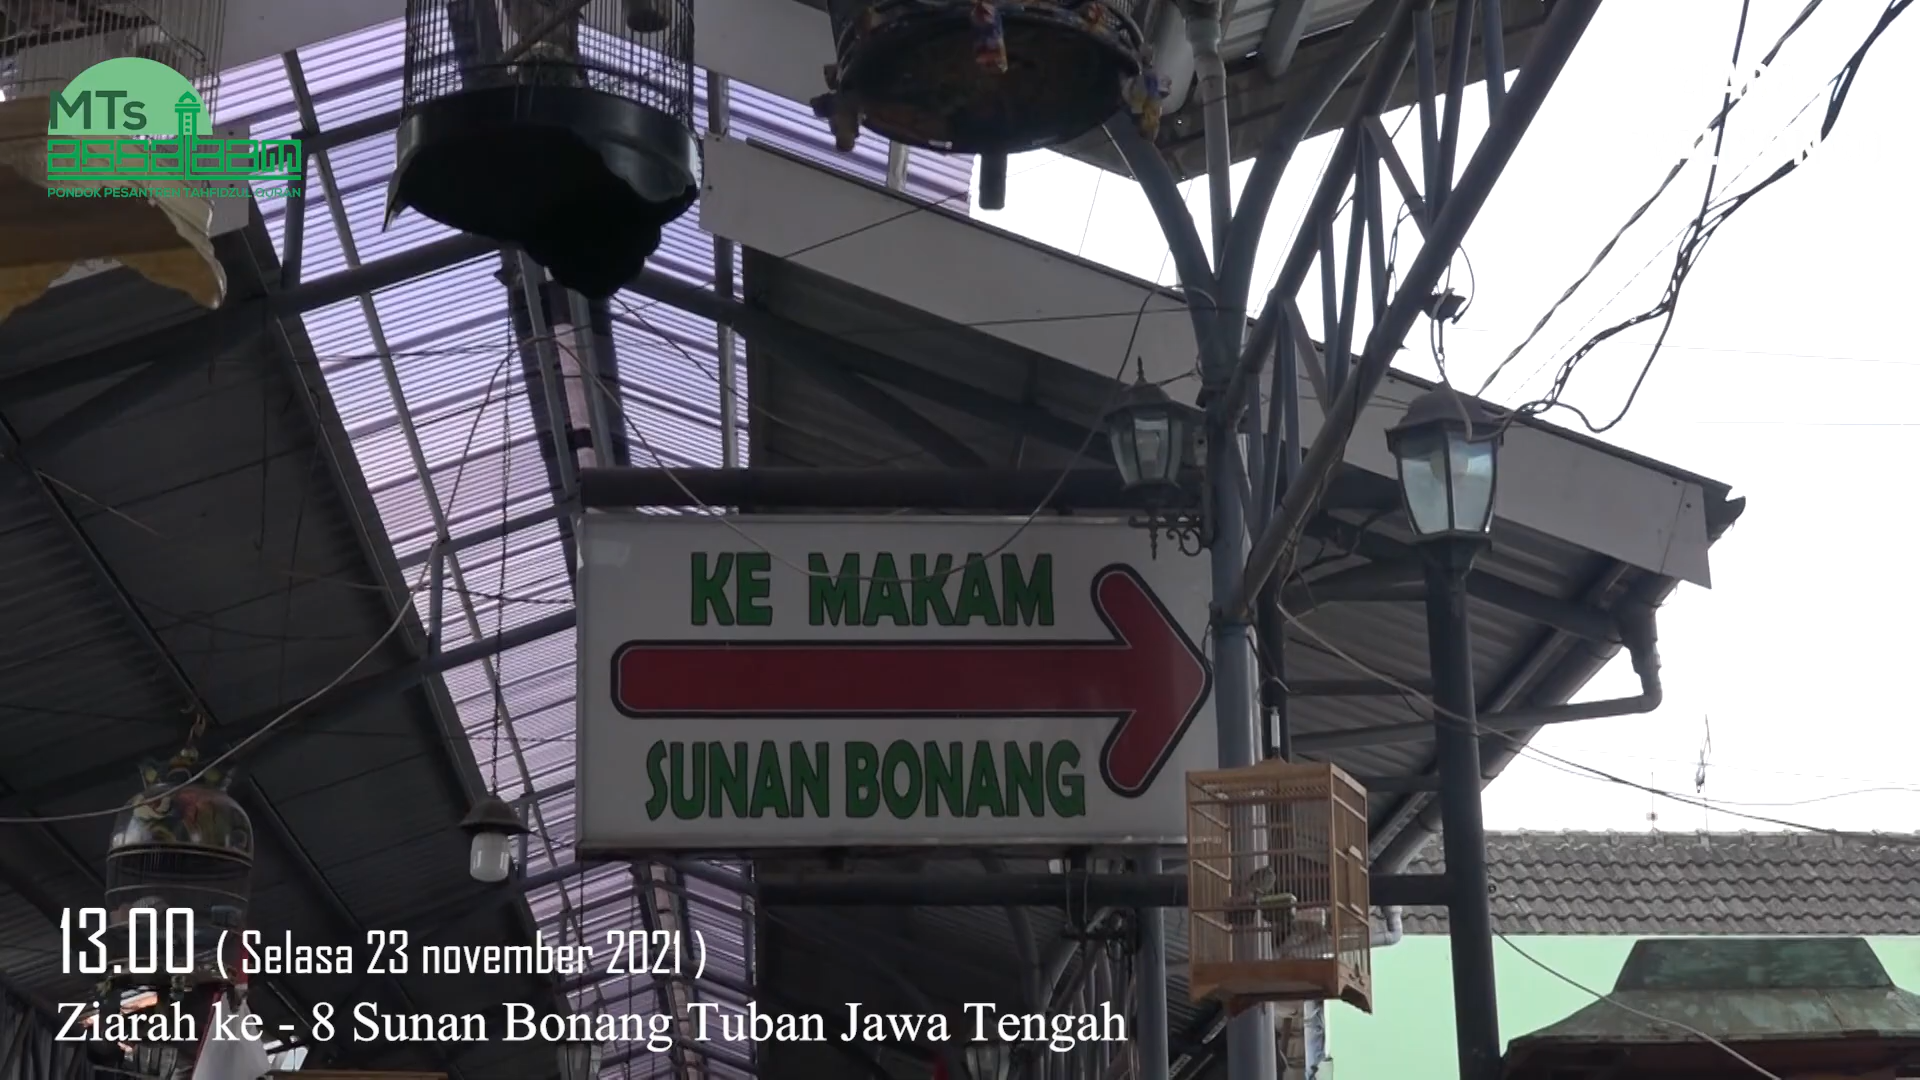 MTs
assalaam
PONDOK PESANTREN TAHFIDZUL QURAN
KE MAKAM
SUNAN BONANG
13.00 ( Selasa 23 november 2021 )
Ziarah ke - 8 Sunan Bonang Tuban Jawa Tengah